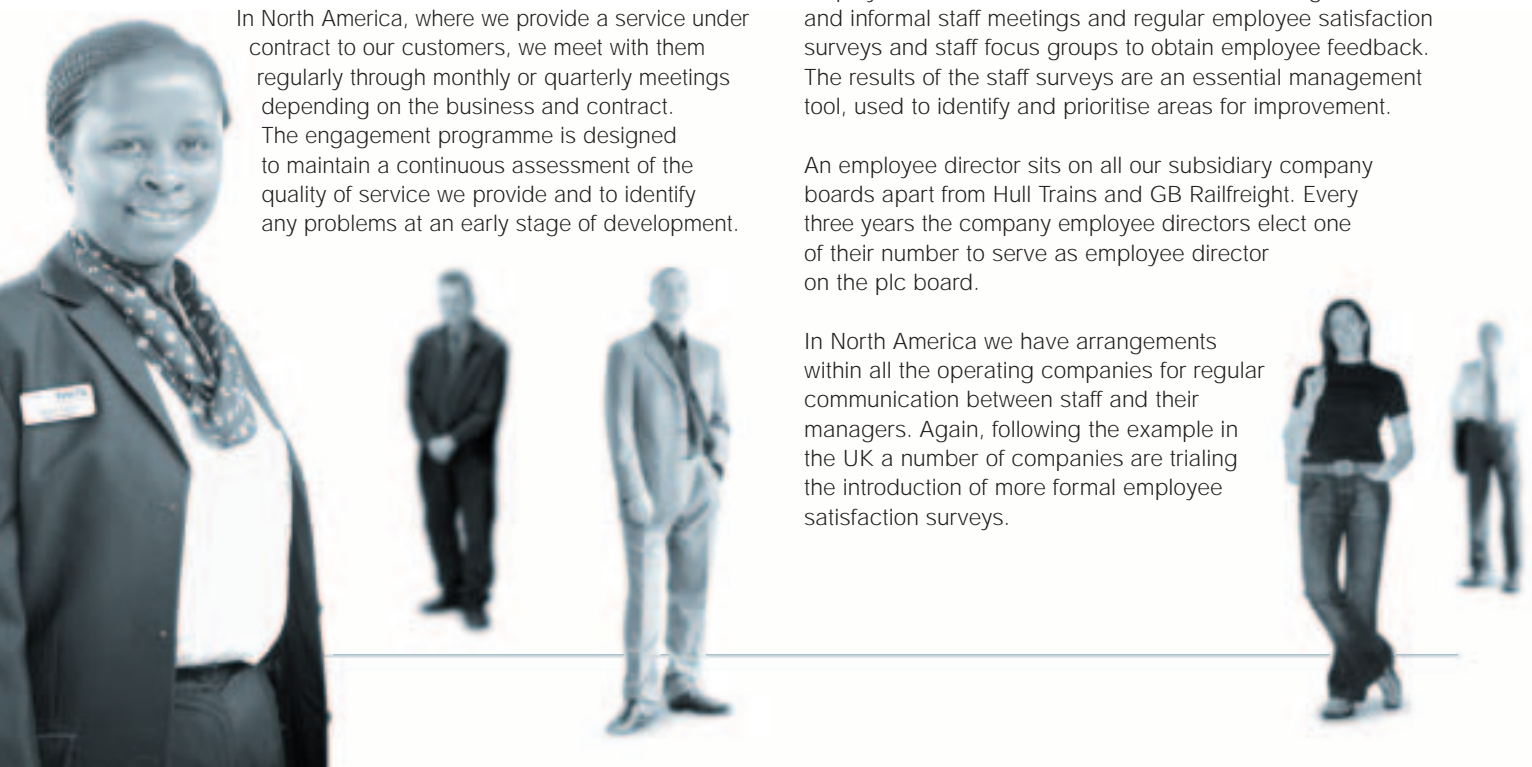 In North America, where we provide a service under
contract to our customers, we meet with them
regularly through monthly or quarterly meetings
depending on the business and contract.
The engagement programme is designed
to maintain a continuous assessment of the
quality of service we provide and to identify
any problems at an early stage of development.
and informal staff meetings and regular employee satisfaction
surveys and staff focus groups to obtain employee feedback.
The results of the staff surveys are an essential management
tool, used to identify and prioritise areas for improvement.
An employee director sits on all our subsidiary company
boards apart from Hull Trains and GB Railfreight. Every
three years the company employee directors elect one
of their number to serve as employee director
on the plc board.
In North America we have arrangements
within all the operating companies for regular
communication between staff and their
managers. Again, following the example in
the UK a number of companies are trialing
the introduction of more formal employee
satisfaction surveys.